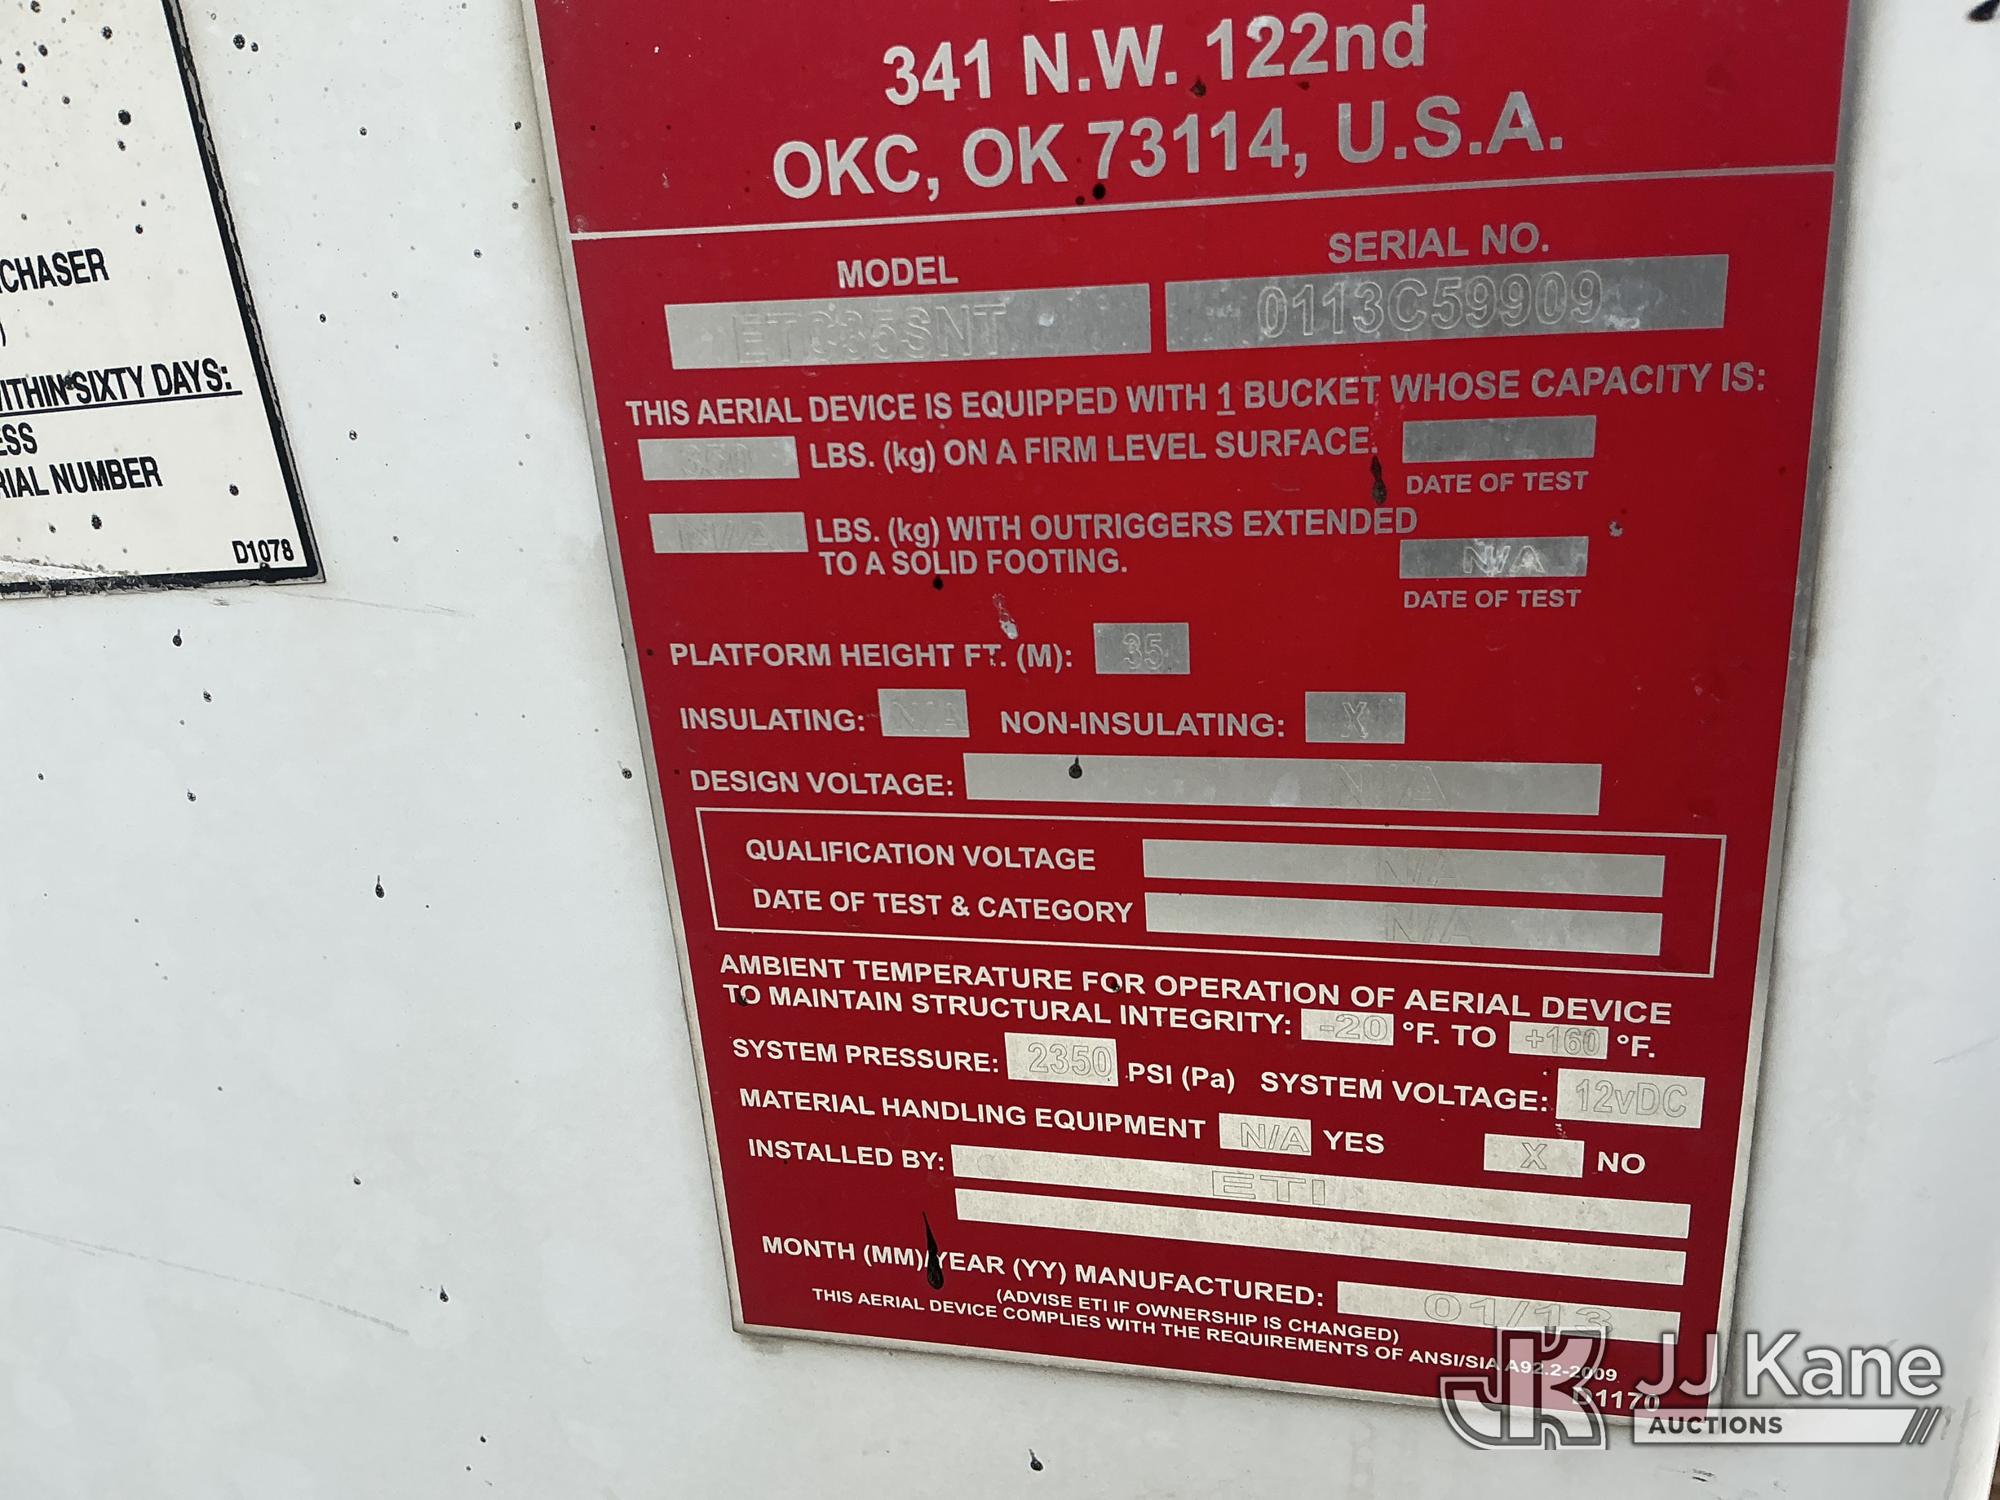 341 N.W. 122nd
OKC, OK 73114, U.S.A.
MODEL SERIAL NO.
ETC35SNT 0113C59909
THIS AERIAL DEVICE IS EQUIPPED WITH 1 BUCKET WHOSE CAPACITY IS:
350 LBS. (kg) ON A FIRM LEVEL SURFACE.
DATE OF TEST
N/A LBS. (kg) WITH OUTRIGGERS EXTENDED
TO A SOLID FOOTING. N/A
DATE OF TEST
PLATFORM HEIGHT FT. (M): 35
INSULATING: N/A NON-INSULATING: X
DESIGN VOLTAGE: N/A
QUALIFICATION VOLTAGE N/A
DATE OF TEST & CATEGORY N/A
AMBIENT TEMPERATURE FOR OPERATION OF AERIAL DEVICE
TO MAINTAIN STRUCTURAL INTEGRITY: -20 °F. TO +160 °F.
SYSTEM PRESSURE: 2350 PSI (Pa) SYSTEM VOLTAGE: 12vDC
MATERIAL HANDLING EQUIPMENT N/A YES X NO
INSTALLED BY: ETI
MONTH (MM)/YEAR (YY) MANUFACTURED: 01/13
(ADVISE ETI IF OWNERSHIP IS CHANGED)
THIS AERIAL DEVICE COMPLIES WITH THE REQUIREMENTS OF ANSI/SIA A92.2-2009
D1170
CHASER
)
ITHIN SIXTY DAYS:
ESS
RIAL NUMBER
D1078
JK JJ Kane
AUCTIONS